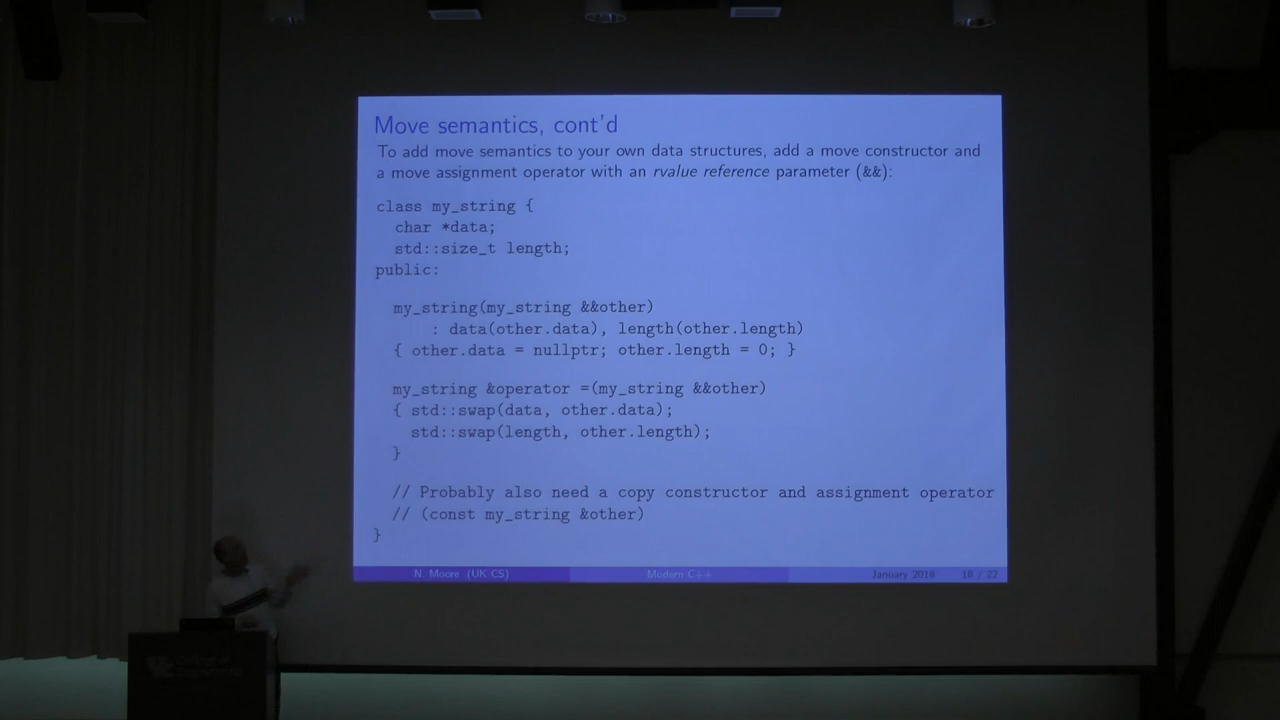 Move semantics, cont'd
To add move semantics to your own data structures, add a move constructor and
a move assignment operator with an rvalue reference parameter (&&):
class my_string {
char *data;
std::size_t length;
public:
my_string(my_string &&other)
: data(other.data), length(other.length)
{ other.data = nullptr; other.length = 0; }
my_string &operator =(my_string &&other)
{ std::swap(data, other.data);
std::swap(length, other.length);
}
// Probably also need a copy constructor and assignment operator
// (const my_string &other)
}
N. Moore (UK CS) Modern C++ January 2018 18 / 22